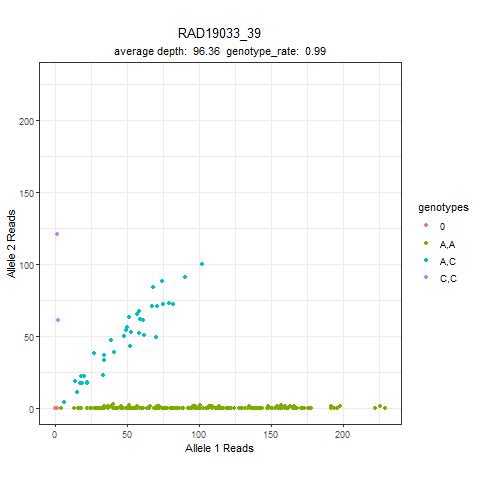 RAD19033_39
average depth: 96.36 genotype_rate: 0.99
200
150
100
50
0
Allele 2 Reads
0 50 100 150 200
Allele 1 Reads
genotypes
0
A,A
A,C
C,C